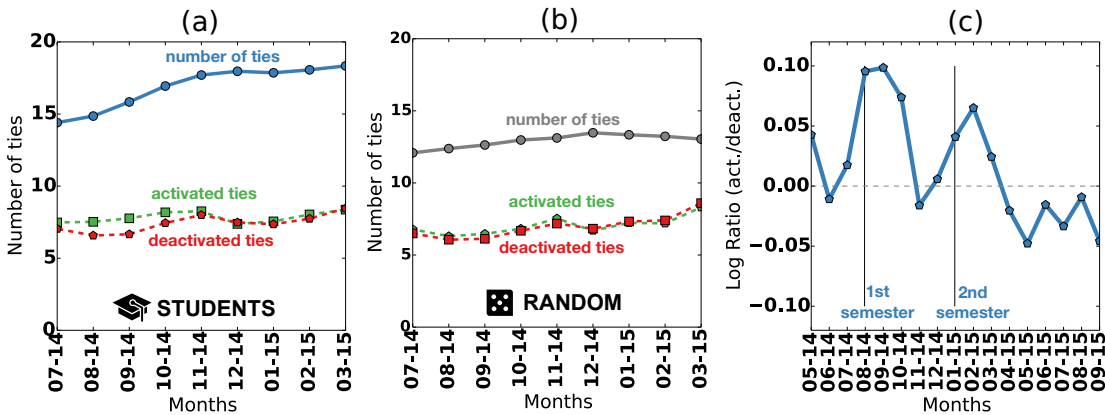 (a)
Number of ties
20
15
10
5
0
number of ties
activated ties
deactivated ties
STUDENTS
07-14
08-14
09-14
10-14
11-14
12-14
01-15
02-15
03-15
Months
(b)
Number of ties
20
15
10
5
0
number of ties
activated ties
deactivated ties
RANDOM
07-14
08-14
09-14
10-14
11-14
12-14
01-15
02-15
03-15
Months
(c)
Log Ratio (act./deact.)
0.10
0.05
0.00
−0.05
−0.10
1st
semester
2nd
semester
05-14
06-14
07-14
08-14
09-14
10-14
11-14
12-14
01-15
02-15
03-15
04-15
05-15
06-15
07-15
08-15
09-15
Months